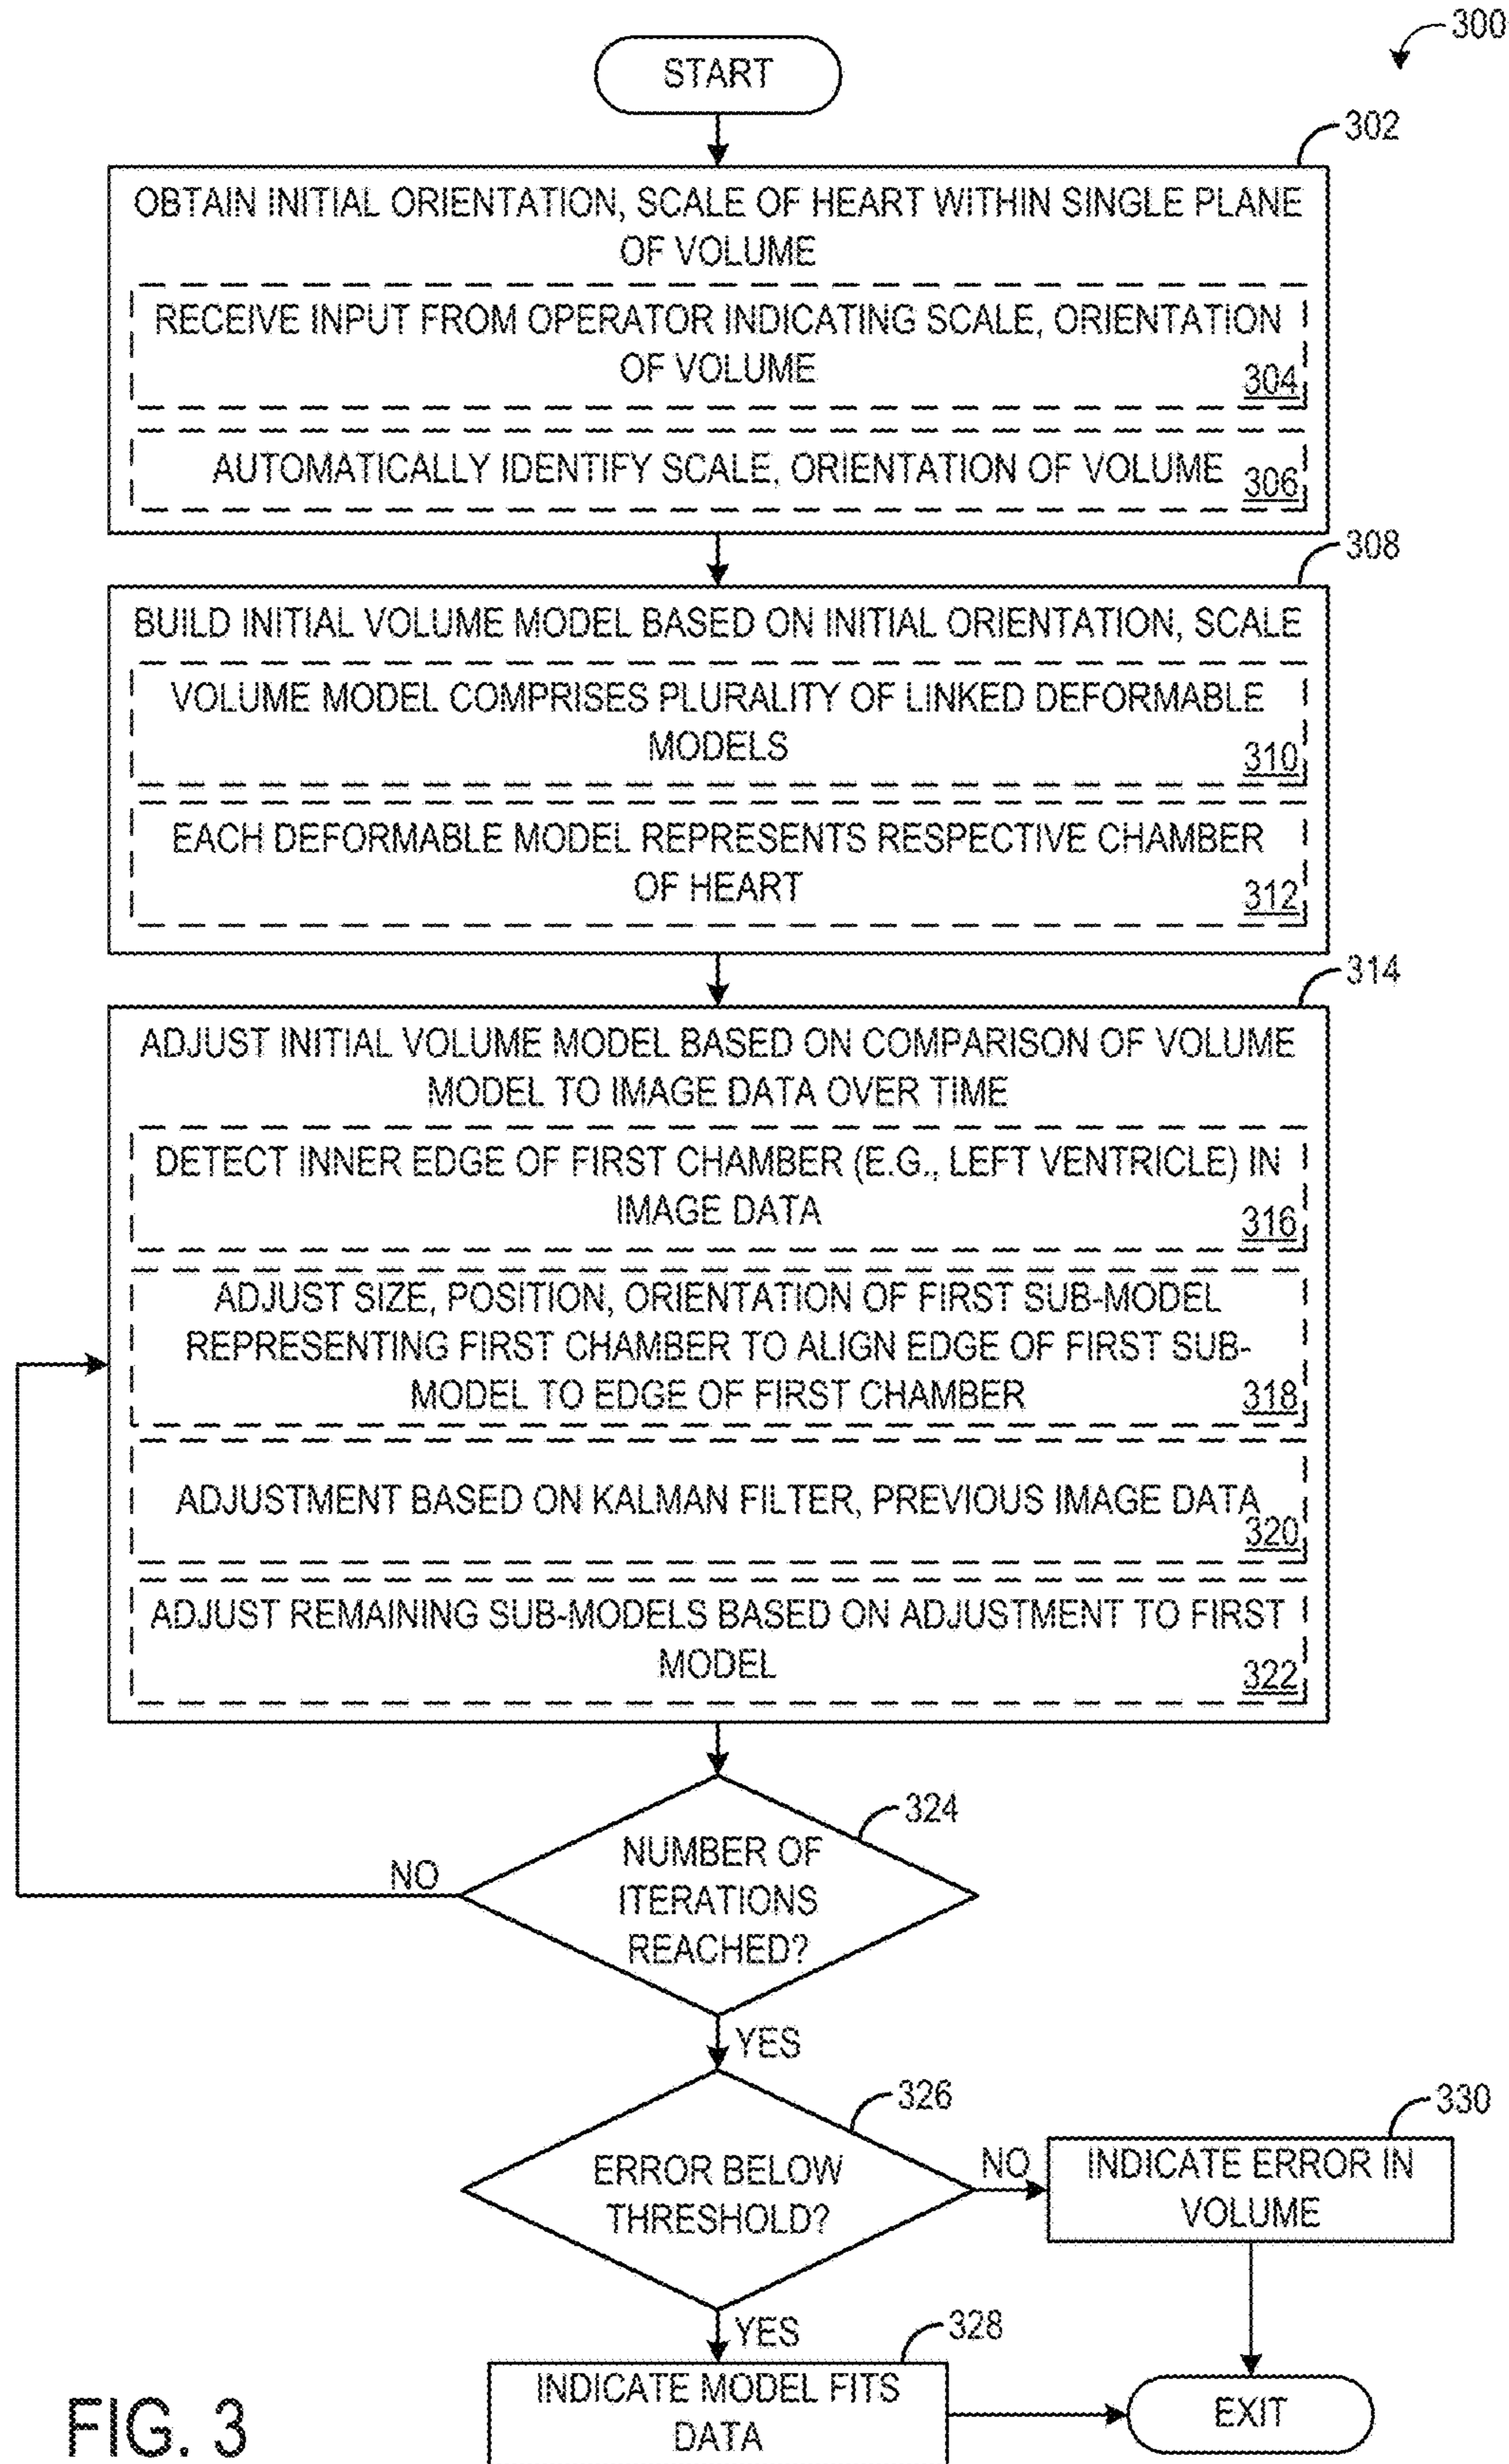 300
START
302
OBTAIN INITIAL ORIENTATION, SCALE OF HEART WITHIN SINGLE PLANE
OF VOLUME
RECEIVE INPUT FROM OPERATOR INDICATING SCALE, ORIENTATION
OF VOLUME
304
AUTOMATICALLY IDENTIFY SCALE, ORIENTATION OF VOLUME
306
308
BUILD INITIAL VOLUME MODEL BASED ON INITIAL ORIENTATION, SCALE
VOLUME MODEL COMPRISES PLURALITY OF LINKED DEFORMABLE
MODELS
310
EACH DEFORMABLE MODEL REPRESENTS RESPECTIVE CHAMBER
OF HEART
312
314
ADJUST INITIAL VOLUME MODEL BASED ON COMPARISON OF VOLUME
MODEL TO IMAGE DATA OVER TIME
DETECT INNER EDGE OF FIRST CHAMBER (E.G., LEFT VENTRICLE) IN
IMAGE DATA
316
ADJUST SIZE, POSITION, ORIENTATION OF FIRST SUB-MODEL
REPRESENTING FIRST CHAMBER TO ALIGN EDGE OF FIRST SUB-
MODEL TO EDGE OF FIRST CHAMBER
318
ADJUSTMENT BASED ON KALMAN FILTER, PREVIOUS IMAGE DATA
320
ADJUST REMAINING SUB-MODELS BASED ON ADJUSTMENT TO FIRST
MODEL
322
324
NUMBER OF
ITERATIONS
REACHED?
NO
YES
326
ERROR BELOW
THRESHOLD?
NO
330
INDICATE ERROR IN
VOLUME
YES
328
INDICATE MODEL FITS
DATA
EXIT
FIG. 3